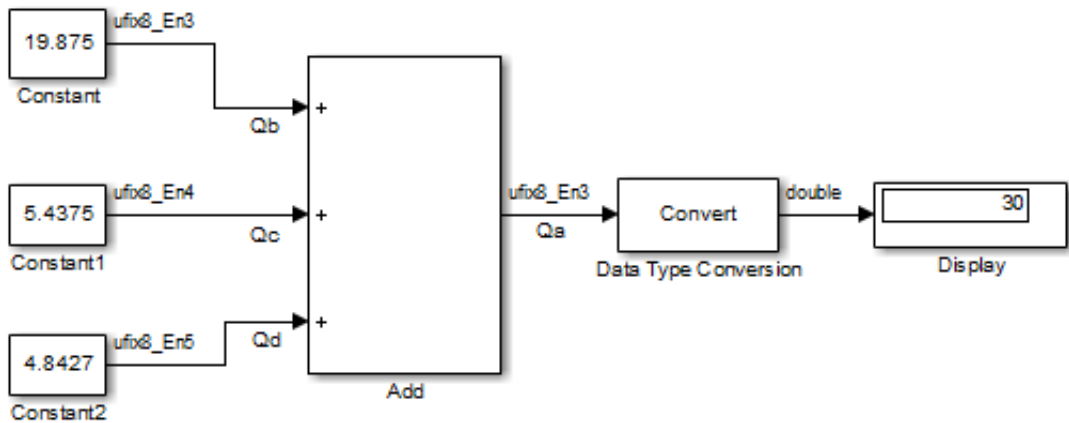 19.875
ufix8_En3
Constant
Qb
5.4375
ufix8_En4
Constant1
Qc
4.8427
ufix8_En5
Constant2
Qd
+
+
+
Add
ufix8_En3
Qa
Convert
Data Type Conversion
double
30
Display